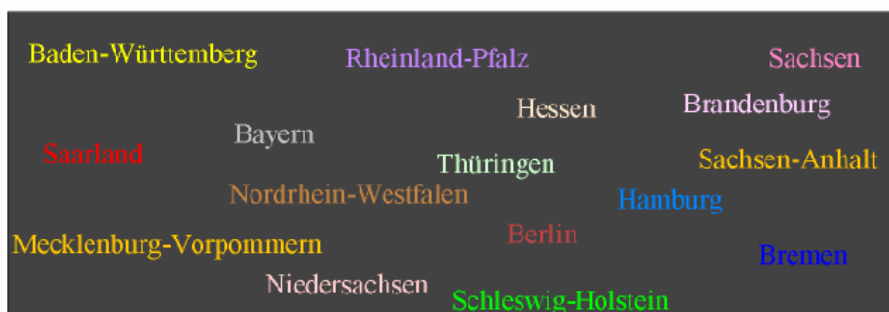 Baden-Württemberg
Rheinland-Pfalz
Sachsen
Hessen
Brandenburg
Bayern
Saarland
Thüringen
Sachsen-Anhalt
Nordrhein-Westfalen
Hamburg
Mecklenburg-Vorpommern
Berlin
Bremen
Niedersachsen
Schleswig-Holstein